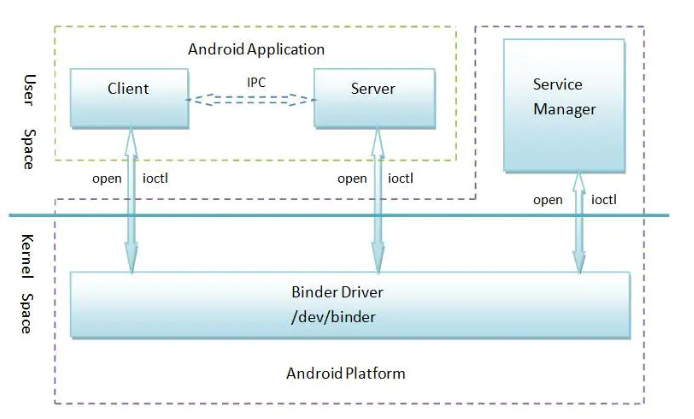 Android Application
Client
IPC
Server
Service
Manager
User Space
open ioctl
open ioctl
open ioctl
Kernel Space
Binder Driver
/dev/binder
Android Platform